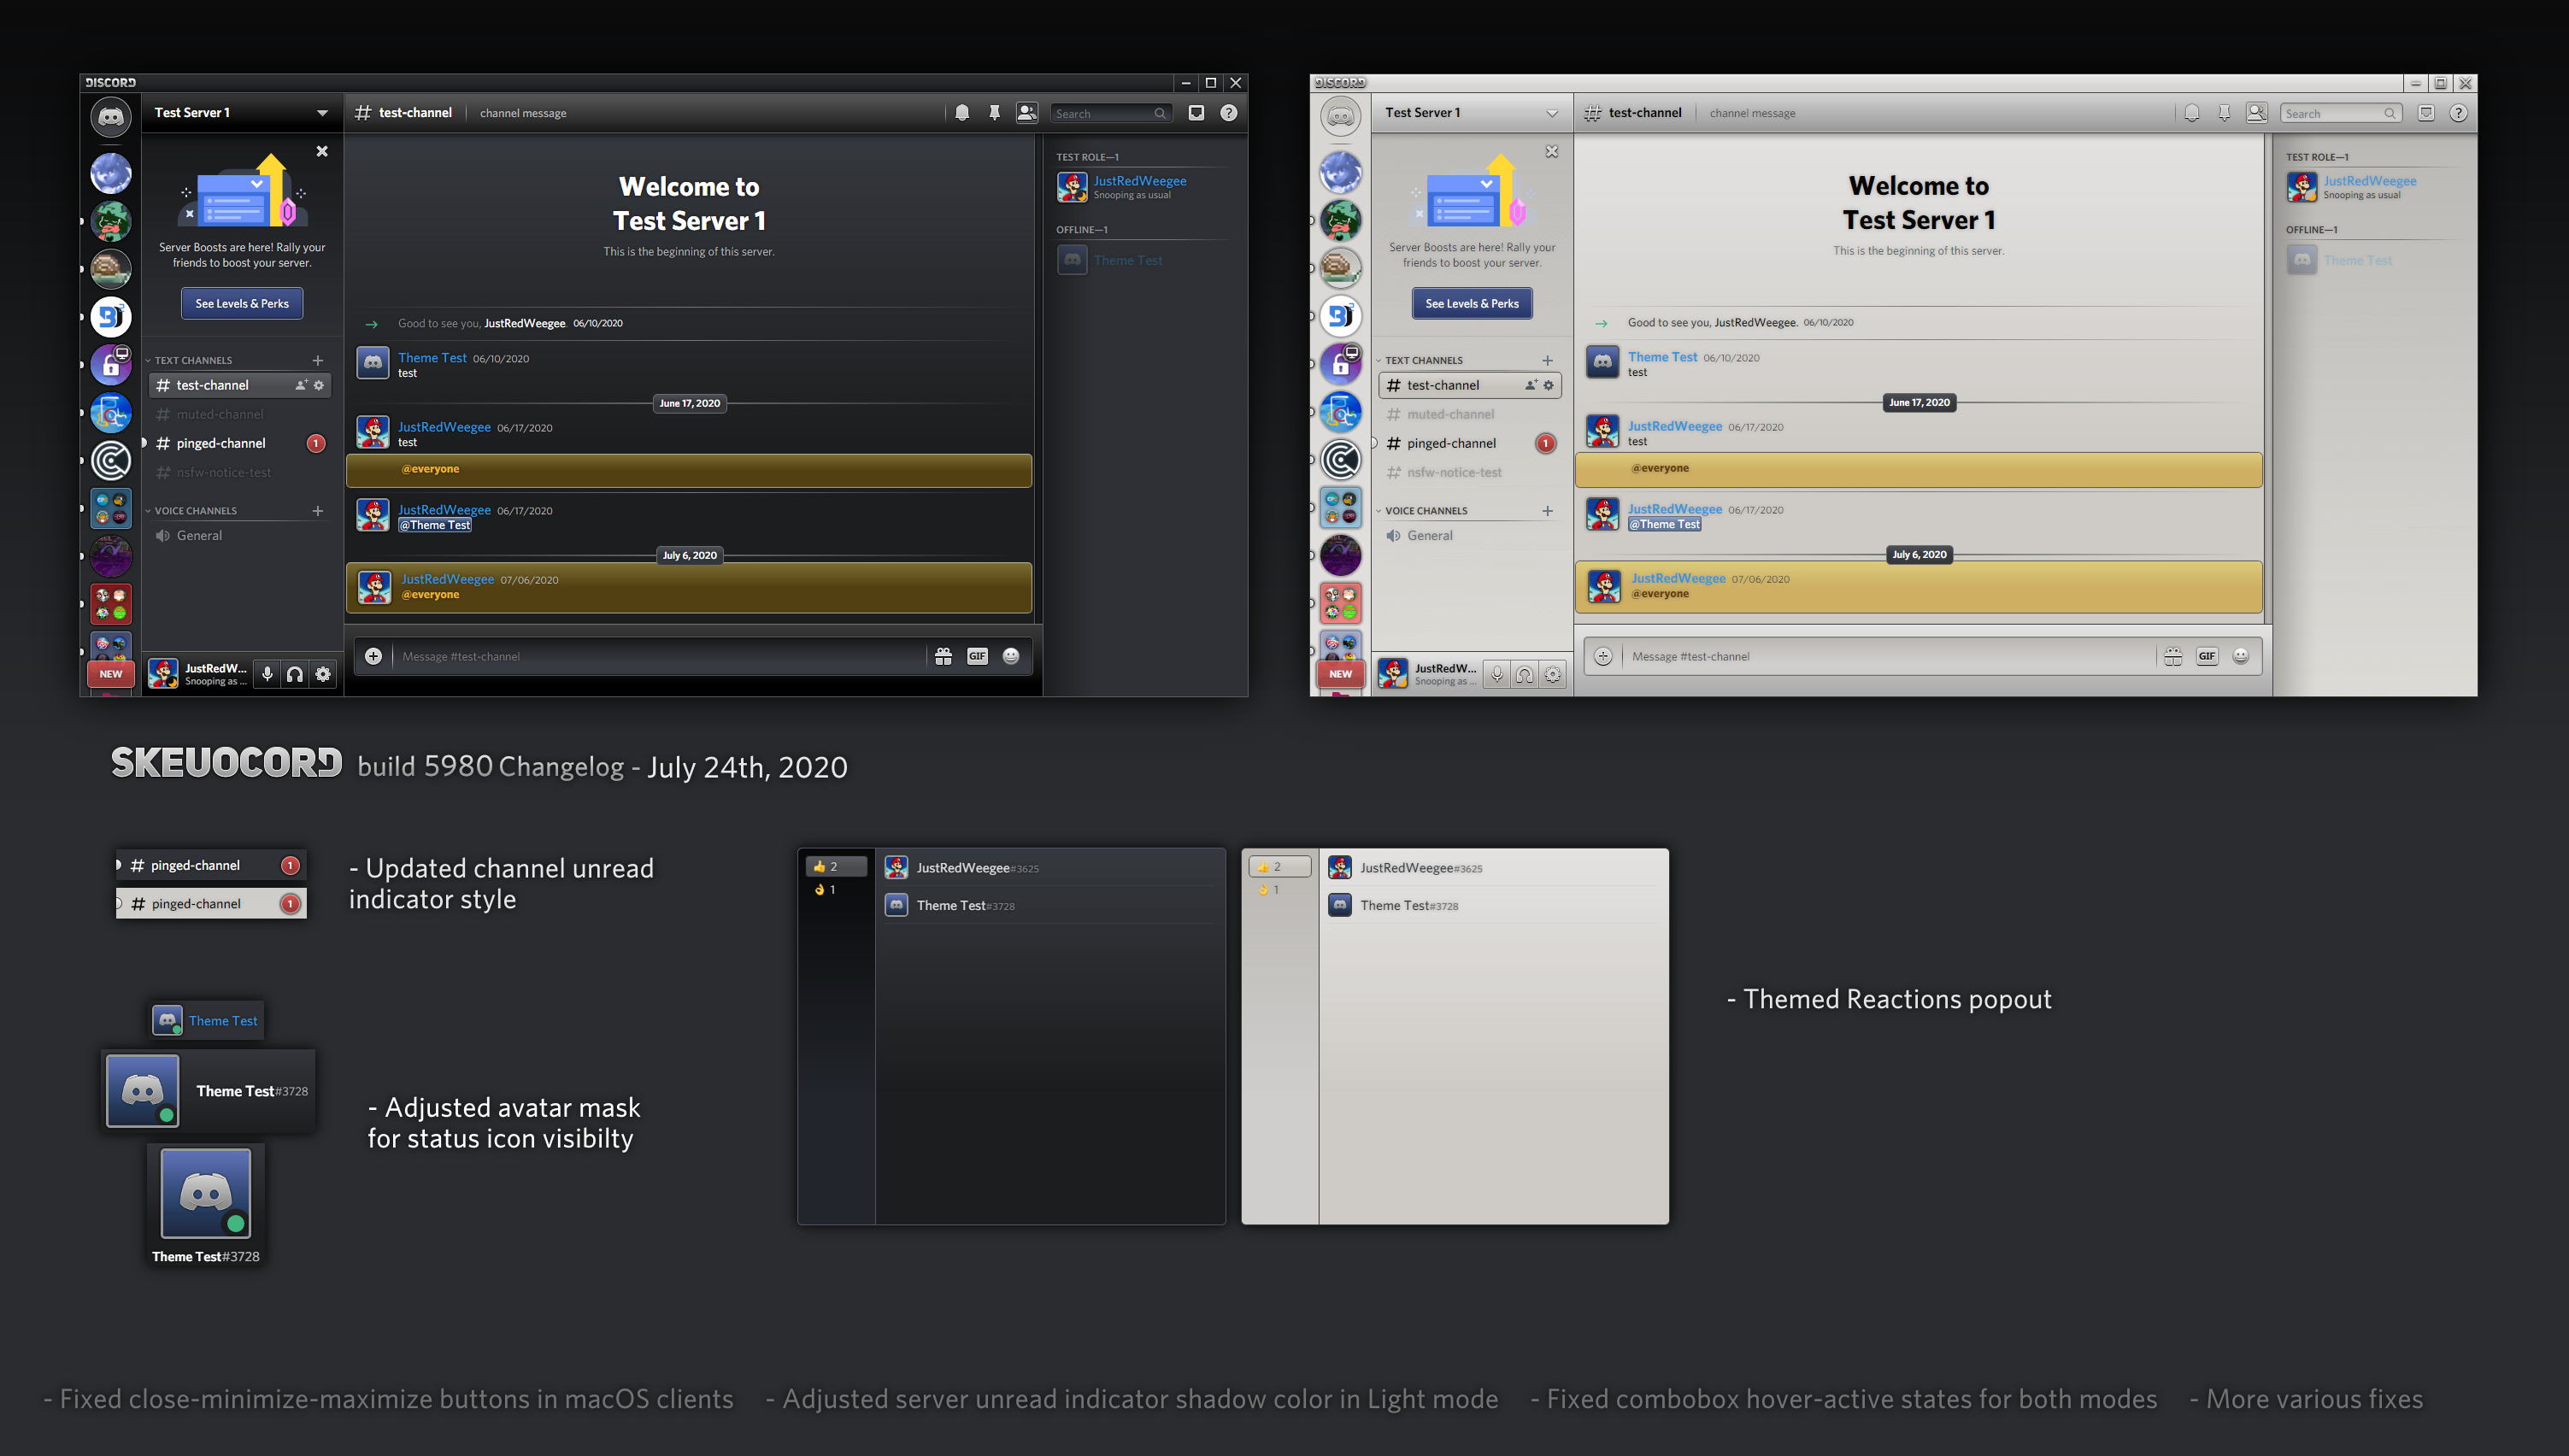 DISCORD
Test Server 1
# test-channel
channel message
Search
Server Boosts are here! Rally your
friends to boost your server.
See Levels & Perks
TEXT CHANNELS
# test-channel
# muted-channel
# pinged-channel
1
# nsfw-notice-test
VOICE CHANNELS
General
NEW
JustRedW...
Snooping as ...
Welcome to
Test Server 1
This is the beginning of this server.
Good to see you, JustRedWeegee. 06/10/2020
Theme Test 06/10/2020
test
June 17, 2020
JustRedWeegee 06/17/2020
test
@everyone
JustRedWeegee 06/17/2020
@Theme Test
July 6, 2020
JustRedWeegee 07/06/2020
@everyone
Message #test-channel
GIF
TEST ROLE—1
JustRedWeegee
Snooping as usual
OFFLINE—1
Theme Test
DISCORD
Test Server 1
# test-channel
channel message
Search
Server Boosts are here! Rally your
friends to boost your server.
See Levels & Perks
TEXT CHANNELS
# test-channel
# muted-channel
# pinged-channel
1
# nsfw-notice-test
VOICE CHANNELS
General
NEW
JustRedW...
Snooping as ...
Welcome to
Test Server 1
This is the beginning of this server.
Good to see you, JustRedWeegee. 06/10/2020
Theme Test 06/10/2020
test
June 17, 2020
JustRedWeegee 06/17/2020
test
@everyone
JustRedWeegee 06/17/2020
@Theme Test
July 6, 2020
JustRedWeegee 07/06/2020
@everyone
Message #test-channel
GIF
TEST ROLE—1
JustRedWeegee
Snooping as usual
OFFLINE—1
Theme Test
SKEUOCORD build 5980 Changelog - July 24th, 2020
# pinged-channel 1
# pinged-channel 1
- Updated channel unread
indicator style
Theme Test
Theme Test#3728
Theme Test#3728
- Adjusted avatar mask
for status icon visibilty
2
1
JustRedWeegee#3625
Theme Test#3728
2
1
JustRedWeegee#3625
Theme Test#3728
- Themed Reactions popout
- Fixed close-minimize-maximize buttons in macOS clients
- Adjusted server unread indicator shadow color in Light mode
- Fixed combobox hover-active states for both modes
- More various fixes